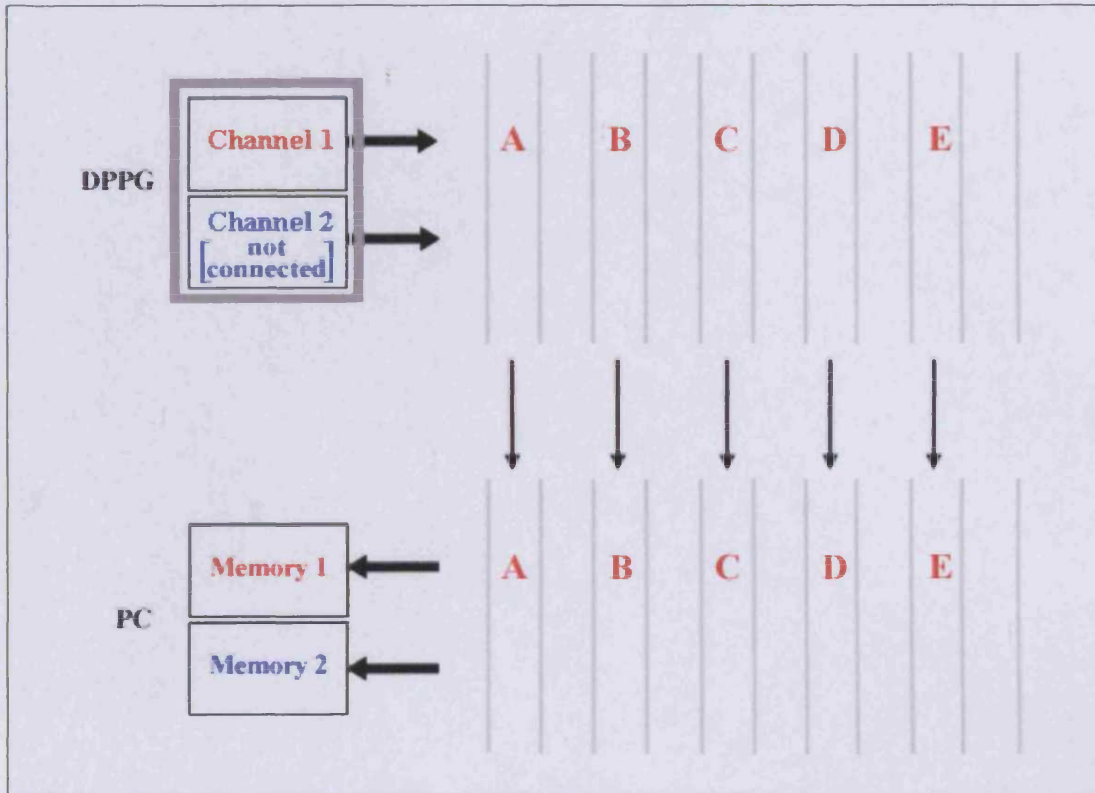 Channel 1
A B C D E
DPPG
Channel 2
[not
connected]
Memory 1
A B C D E
PC
Memory 2